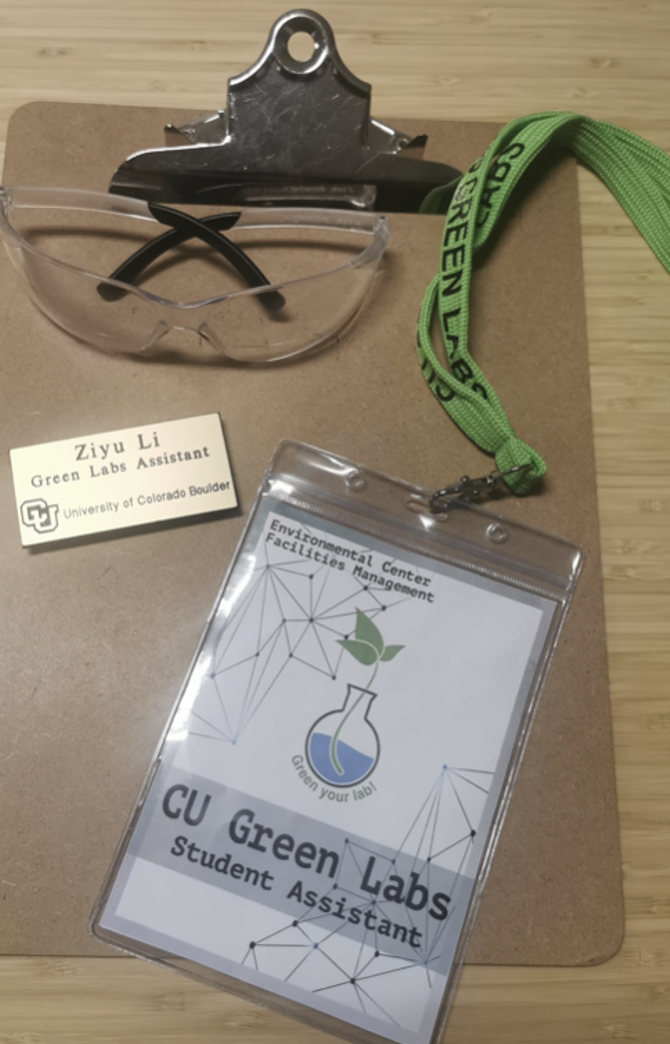 GREEN LABS
Ziyu Li
Green Labs Assistant
CU University of Colorado Boulder
Environmental Center
Facilities Management
Green your lab!
CU Green Labs
Student Assistant